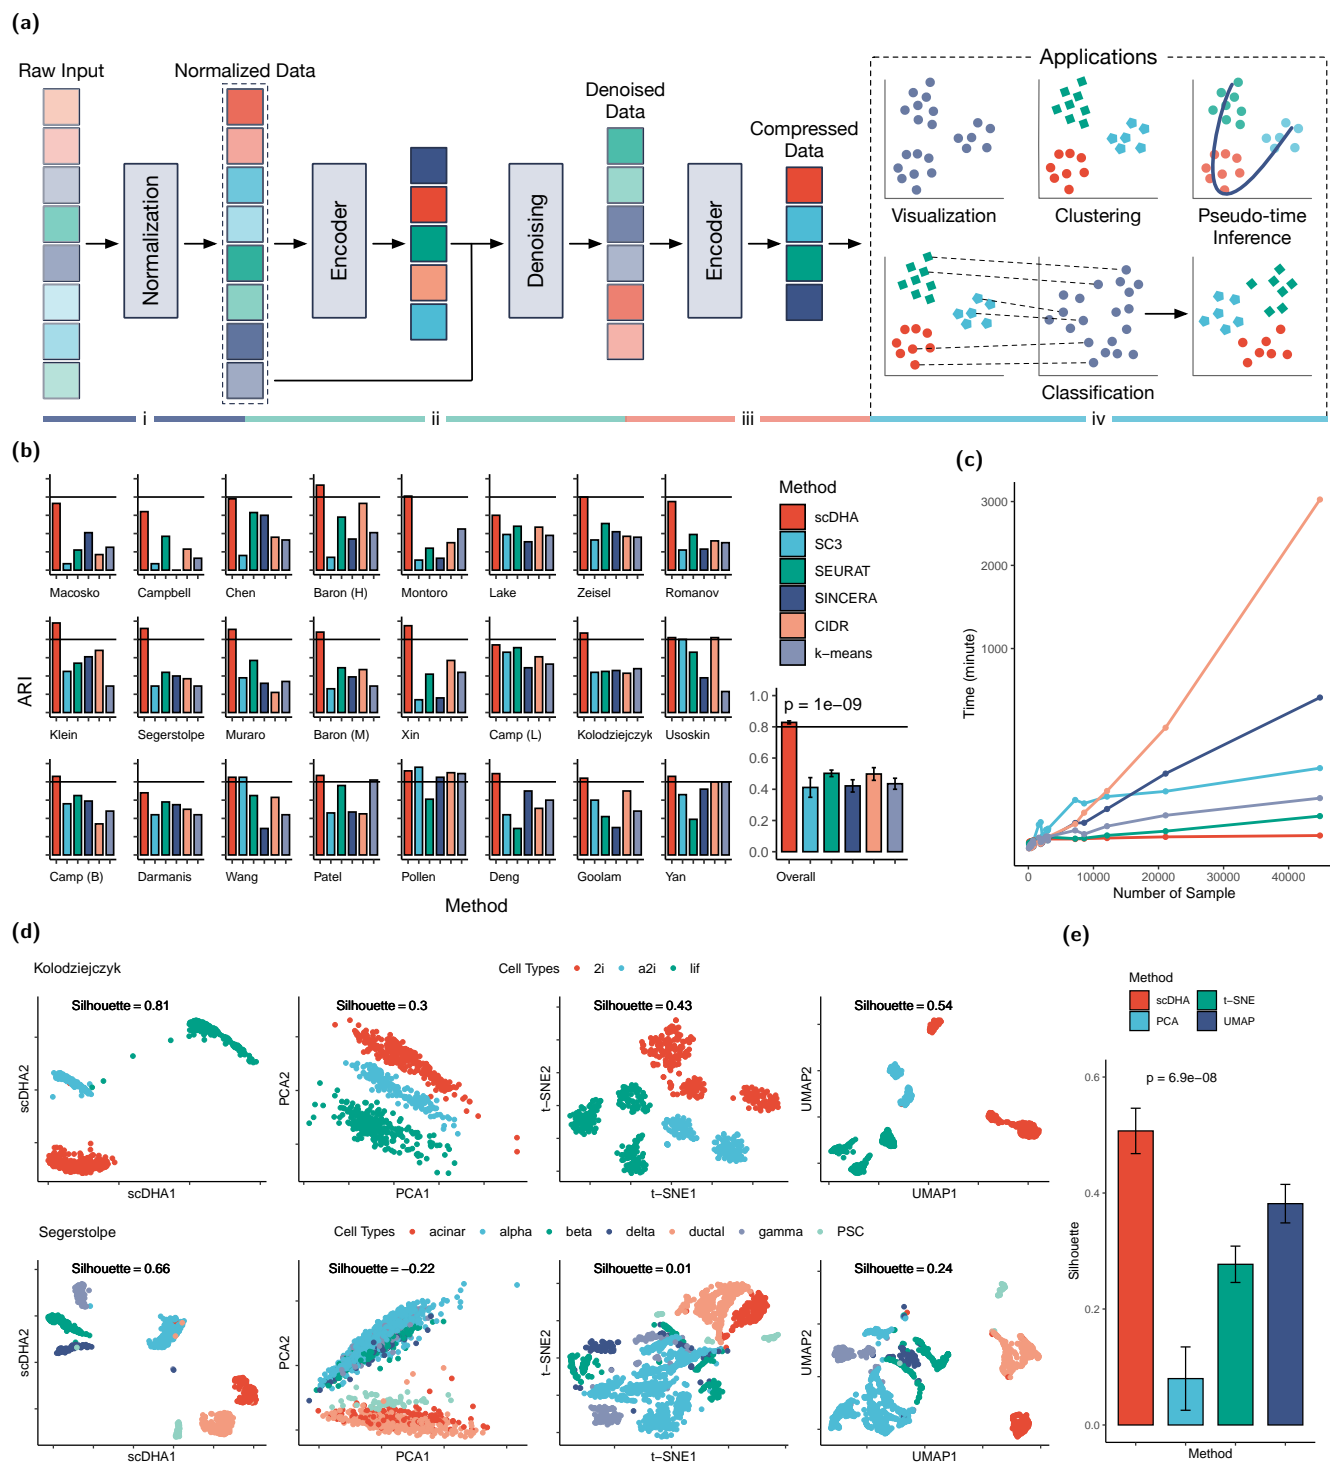 (a)
Raw Input
Normalized Data
Denoised
Data
Compressed
Data
Applications
Normalization
Encoder
Denoising
Encoder
Visualization
Clustering
Pseudo-time
Inference
Classification
i
ii
iii
iv
(b)
ARI
Macosko
Campbell
Chen
Baron (H)
Montoro
Lake
Zeisel
Romanov
Klein
Segerstolpe
Muraro
Baron (M)
Xin
Camp (L)
Kolodziejczyk
Usoskin
Camp (B)
Darmanis
Wang
Patel
Pollen
Deng
Goolam
Yan
Method
Method
scDHA
SC3
SEURAT
SINCERA
CIDR
k−means
p = 1e−09
1.0
0.8
0.6
0.4
0.2
0.0
Overall
(c)
Time (minute)
3000
2000
1000
0
10000
20000
30000
40000
Number of Sample
(d)
Kolodziejczyk
Cell Types
2i
a2i
lif
Silhouette = 0.81
scDHA2
scDHA1
Silhouette = 0.3
PCA2
PCA1
Silhouette = 0.43
t−SNE2
t−SNE1
Silhouette = 0.54
UMAP2
UMAP1
Segerstolpe
Cell Types
acinar
alpha
beta
delta
ductal
gamma
PSC
Silhouette = 0.66
scDHA2
scDHA1
Silhouette = −0.22
PCA2
PCA1
Silhouette = 0.01
t−SNE2
t−SNE1
Silhouette = 0.24
UMAP2
UMAP1
(e)
Method
scDHA
t−SNE
PCA
UMAP
p = 6.9e−08
Silhouette
0.6
0.4
0.2
0.0
Method